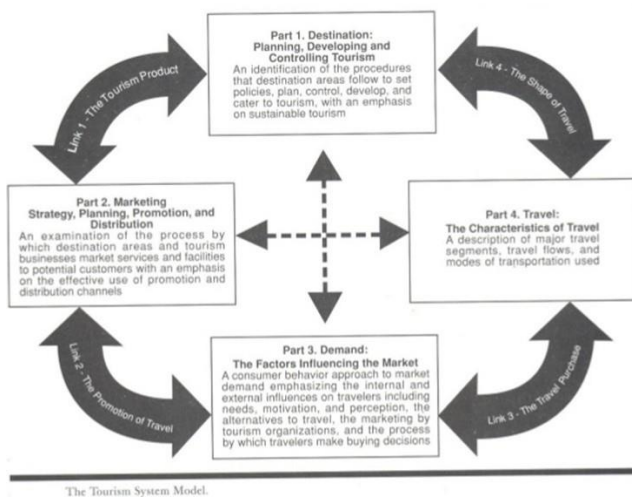 Part 1. Destination:
Planning, Developing and
Controlling Tourism
An identification of the procedures
that destination areas follow to set
policies, plan, control, develop, and
cater to tourism, with an emphasis
on sustainable tourism
Link 1 - The Tourism Product
Link 4 - The Shape of Travel
Part 2. Marketing
Strategy, Planning, Promotion, and
Distribution
An examination of the process by
which destination areas and tourism
businesses market services and facilities
to potential customers with an emphasis
on the effective use of promotion and
distribution channels
Part 4. Travel:
The Characteristics of Travel
A description of major travel
segments, travel flows, and
modes of transportation used
Link 2 - The Promotion of Travel
Link 3 - The Travel Purchase
Part 3. Demand:
The Factors Influencing the Market
A consumer behavior approach to market
demand emphasizing the internal and
external influences on travelers including
needs, motivation, and perception, the
alternatives to travel, the marketing by
tourism organizations, and the process
by which travelers make buying decisions
The Tourism System Model.